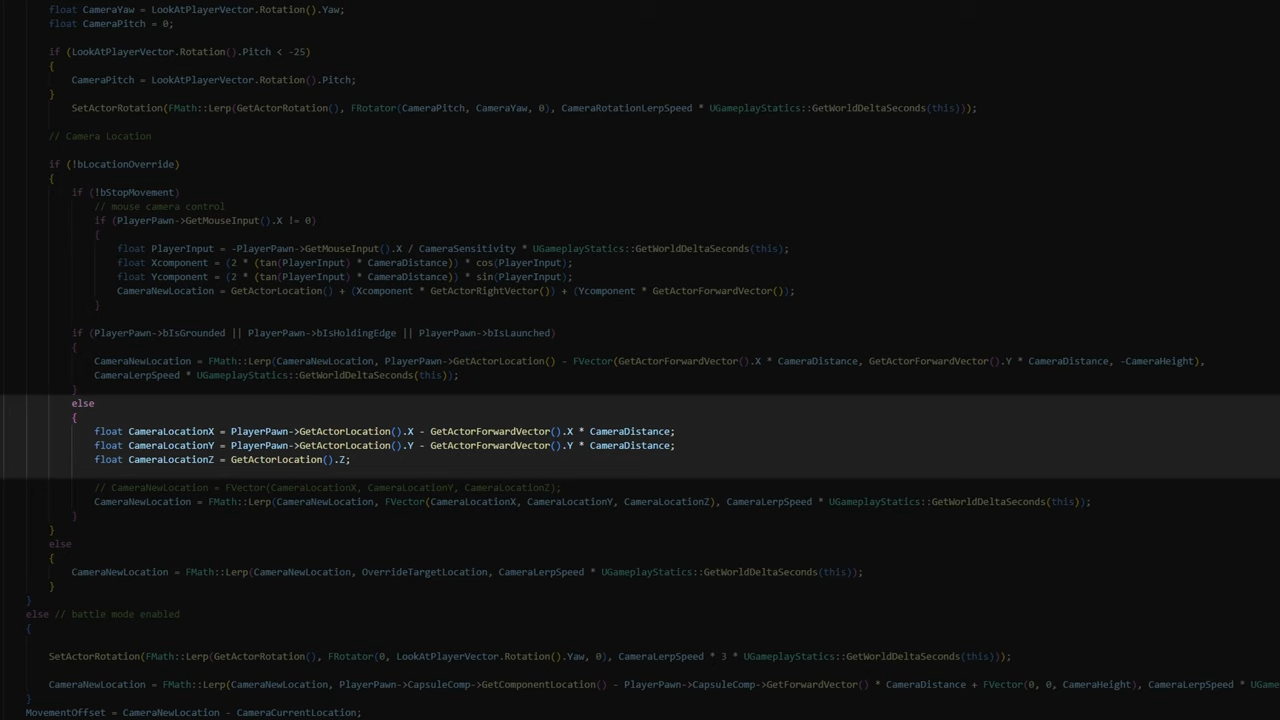 float CameraYaw = LookAtPlayerVector.Rotation().Yaw;
float CameraPitch = 0;
if (LookAtPlayerVector.Rotation().Pitch < -25)
{
CameraPitch = LookAtPlayerVector.Rotation().Pitch;
}
SetActorRotation(FMath::Lerp(GetActorRotation(), FRotator(CameraPitch, CameraYaw, 0), CameraRotationLerpSpeed * UGameplayStatics::GetWorldDeltaSeconds(this)));
// Camera Location
if (!bLocationOverride)
{
if (!bStopMovement)
// mouse camera control
if (PlayerPawn->GetMouseInput().X != 0)
{
float PlayerInput = -PlayerPawn->GetMouseInput().X / CameraSensitivity * UGameplayStatics::GetWorldDeltaSeconds(this);
float Xcomponent = (2 * (tan(PlayerInput) * CameraDistance)) * cos(PlayerInput);
float Ycomponent = (2 * (tan(PlayerInput) * CameraDistance)) * sin(PlayerInput);
CameraNewLocation = GetActorLocation() + (Xcomponent * GetActorRightVector()) + (Ycomponent * GetActorForwardVector());
}
if (PlayerPawn->bIsGrounded || PlayerPawn->bIsHoldingEdge || PlayerPawn->bIsLaunched)
{
CameraNewLocation = FMath::Lerp(CameraNewLocation, PlayerPawn->GetActorLocation() - FVector(GetActorForwardVector().X * CameraDistance, GetActorForwardVector().Y * CameraDistance, -CameraHeight),
CameraLerpSpeed * UGameplayStatics::GetWorldDeltaSeconds(this));
}
else
{
float CameraLocationX = PlayerPawn->GetActorLocation().X - GetActorForwardVector().X * CameraDistance;
float CameraLocationY = PlayerPawn->GetActorLocation().Y - GetActorForwardVector().Y * CameraDistance;
float CameraLocationZ = GetActorLocation().Z;
// CameraNewLocation = FVector(CameraLocationX, CameraLocationY, CameraLocationZ);
CameraNewLocation = FMath::Lerp(CameraNewLocation, FVector(CameraLocationX, CameraLocationY, CameraLocationZ), CameraLerpSpeed * UGameplayStatics::GetWorldDeltaSeconds(this));
}
}
else
{
CameraNewLocation = FMath::Lerp(CameraNewLocation, OverrideTargetLocation, CameraLerpSpeed * UGameplayStatics::GetWorldDeltaSeconds(this));
}
}
else // battle mode enabled
{
SetActorRotation(FMath::Lerp(GetActorRotation(), FRotator(0, LookAtPlayerVector.Rotation().Yaw, 0), CameraLerpSpeed * 3 * UGameplayStatics::GetWorldDeltaSeconds(this)));
CameraNewLocation = FMath::Lerp(CameraNewLocation, PlayerPawn->CapsuleComp->GetComponentLocation() - PlayerPawn->CapsuleComp->GetForwardVector() * CameraDistance + FVector(0, 0, CameraHeight), CameraLerpSpeed * UGame
}
MovementOffset = CameraNewLocation - CameraCurrentLocation;